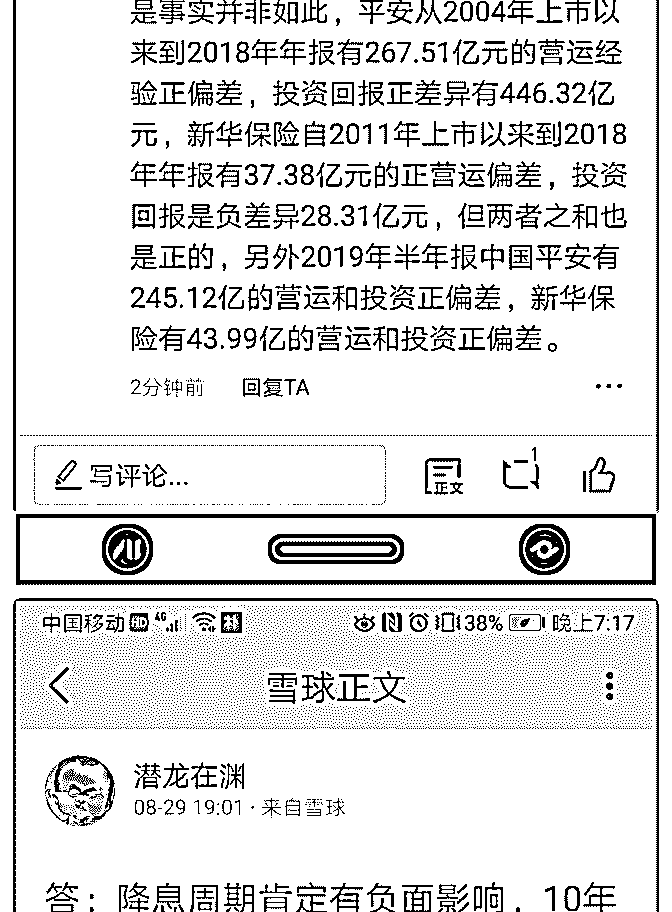 是事实并非如此，平安从2004年上市以
来到2018年年报有267.51亿元的营运经
验正偏差，投资回报正差异有446.32亿
元，新华保险自2011年上市以来到2018
年年报有37.38亿元的正营运偏差，投资
回报是负差异28.31亿元，但两者之和也
是正的，另外2019年半年报中国平安有
245.12亿的营运和投资正偏差，新华保
险有43.99亿的营运和投资正偏差。
2分钟前 回复TA
写评论... 正文 1
中国移动 HD 4G 38% 晚上7:17
雪球正文
潜龙在渊
08-29 19:01 · 来自雪球
答：降息周期肯定有负面影响，10年